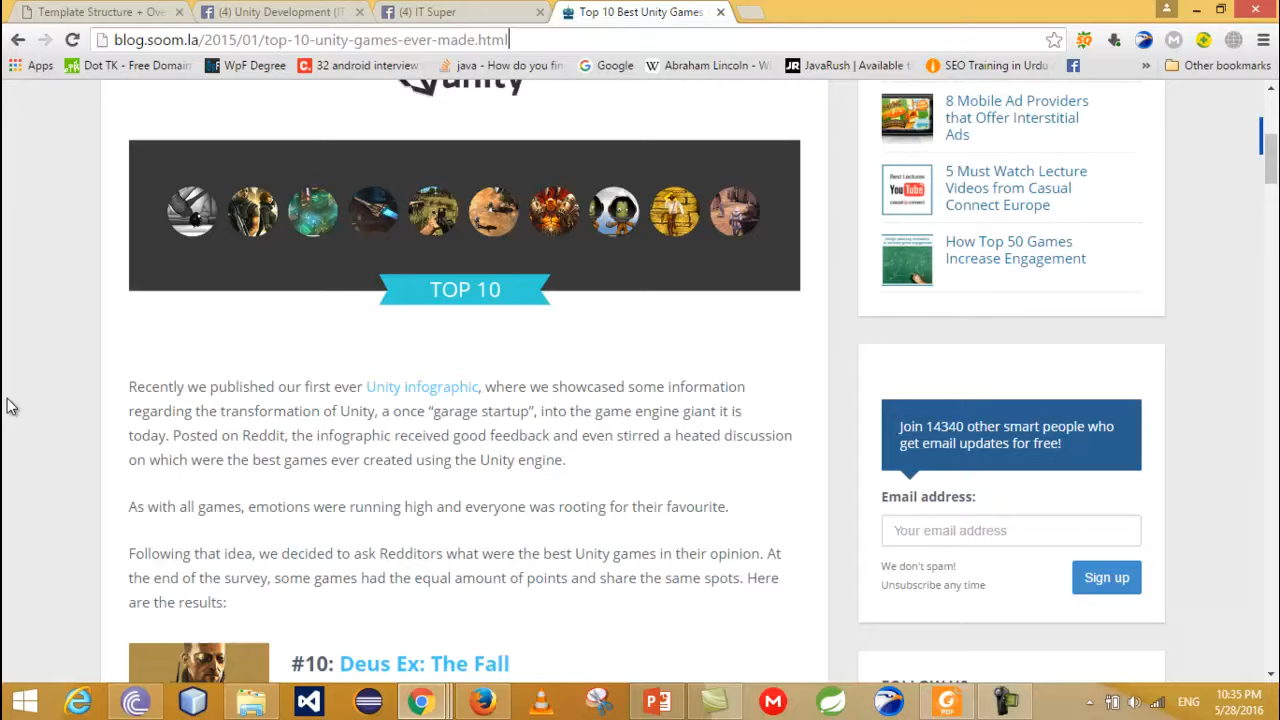 Template Structure + Ove
(4) Unity Development (IT
(4) IT Super
Top 10 Best Unity Games
blog.soom.la/2015/01/top-10-unity-games-ever-made.html
Apps
Dot TK - Free Domain
WpF Degree
32 android interview
java - How do you fin
Google
Abraham Lincoln - W
JavaRush | Available t
SEO Training in Urdu
»
Other bookmarks
unity
TOP 10
Recently we published our first ever Unity infographic, where we showcased some information
regarding the transformation of Unity, a once “garage startup”, into the game engine giant it is
today. Posted on Reddit, the infographic received good feedback and even stirred a heated discussion
on which were the best games ever created using the Unity engine.
As with all games, emotions were running high and everyone was rooting for their favourite.
Following that idea, we decided to ask Redditors what were the best Unity games in their opinion. At
the end of the survey, some games had the equal amount of points and share the same spots. Here
are the results:
#10: Deus Ex: The Fall
8 Mobile Ad Providers
that Offer Interstitial
Ads
Best Lectures
YouTube
5 Must Watch Lecture
Videos from Casual
Connect Europe
How Top 50 Games
Increase Engagement
Join 14340 other smart people who
get email updates for free!
Email address:
Your email address
We don't spam!
Unsubscribe any time
Sign up
FOLLOW US
ENG
10:35 PM
5/28/2016